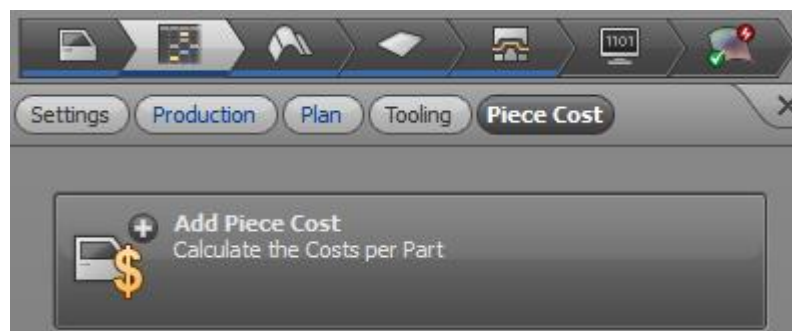 1101
Settings Production Plan Tooling Piece Cost
Add Piece Cost
Calculate the Costs per Part